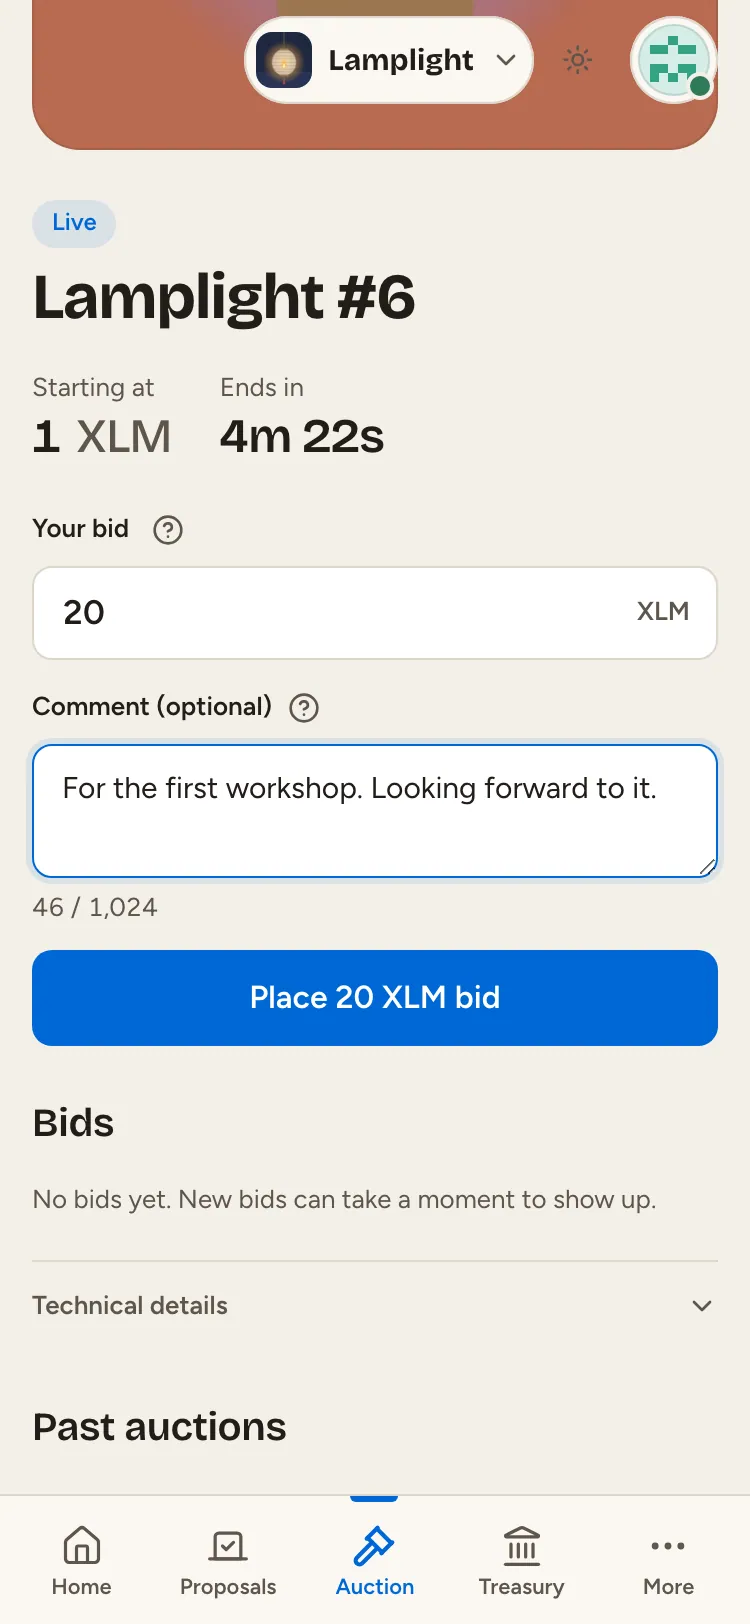 Lamplight
Live
Lamplight #6
Starting at
Ends in
1 XLM
4m 22s
Your bid
20
XLM
Comment (optional)
For the first workshop. Looking forward to it.
46 / 1,024
Place 20 XLM bid
Bids
No bids yet. New bids can take a moment to show up.
Technical details
Past auctions
Home
Proposals
Auction
Treasury
More